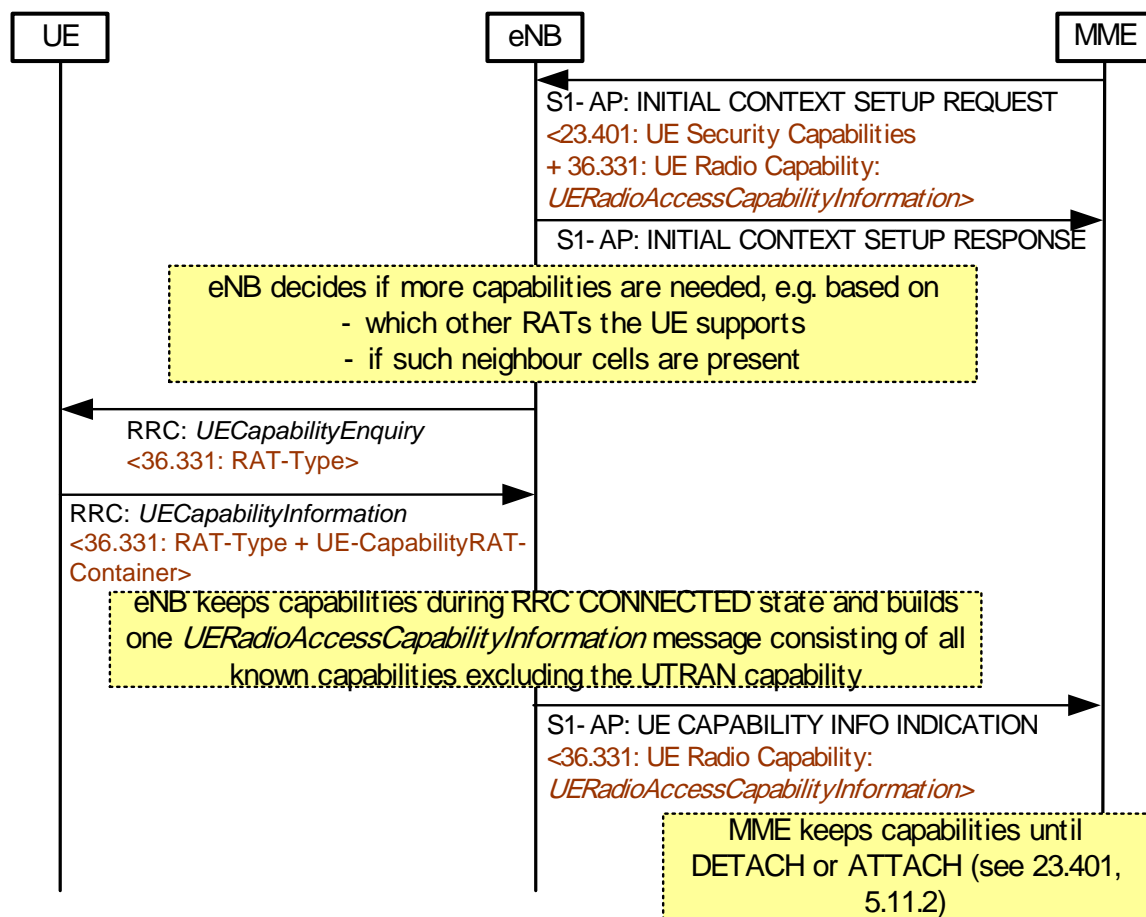 UE
eNB
MME
S1- AP: INITIAL CONTEXT SETUP REQUEST
<23.401: UE Security Capabilities
+ 36.331: UE Radio Capability:
UERadioAccessCapabilityInformation>
S1- AP: INITIAL CONTEXT SETUP RESPONSE
eNB decides if more capabilities are needed, e.g. based on
- which other RATs the UE supports
- if such neighbour cells are present
RRC: UECapabilityEnquiry
<36.331: RAT-Type>
RRC: UECapabilityInformation
<36.331: RAT-Type + UE-CapabilityRAT-
Container>
eNB keeps capabilities during RRC CONNECTED state and builds
one UERadioAccessCapabilityInformation message consisting of all
known capabilities excluding the UTRAN capability
S1- AP: UE CAPABILITY INFO INDICATION
<36.331: UE Radio Capability:
UERadioAccessCapabilityInformation>
MME keeps capabilities until
DETACH or ATTACH (see 23.401,
5.11.2)